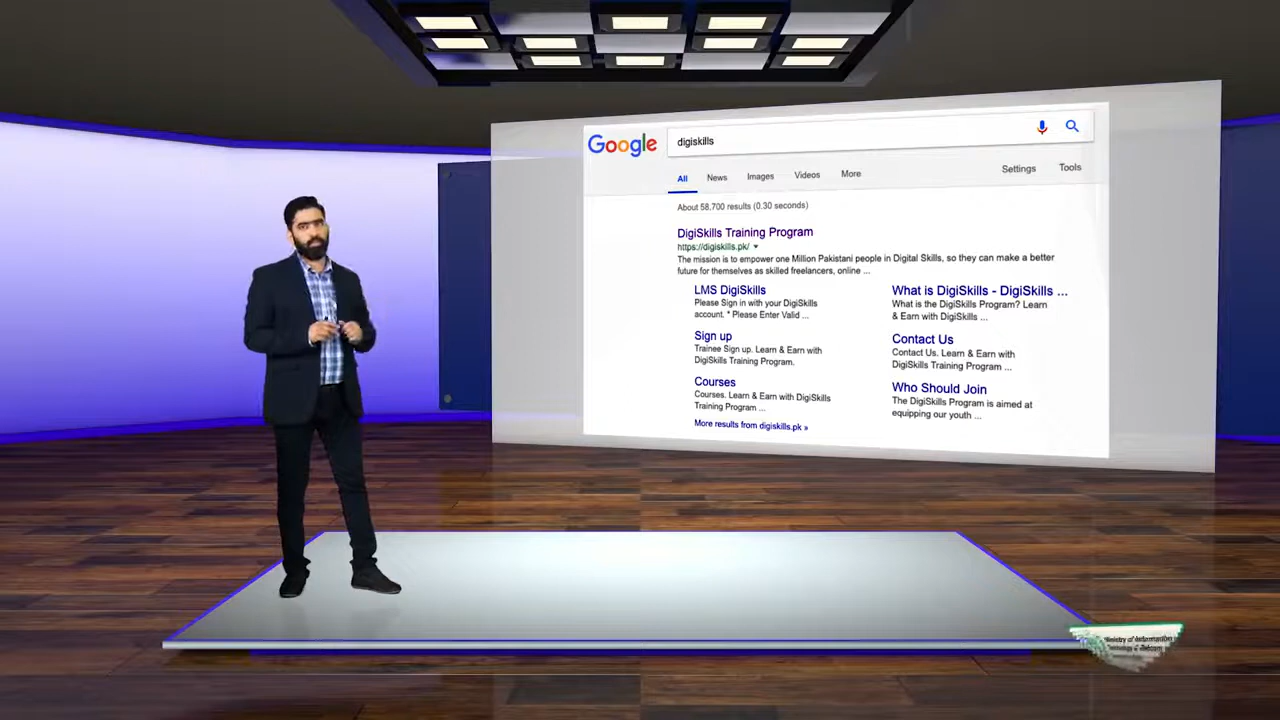 Google
digiskills
All News Images Videos More Settings Tools
About 58,700 results (0.30 seconds)
DigiSkills Training Program
https://digiskills.pk/
The mission is to empower one Million Pakistani people in Digital Skills, so they can make a better
future for themselves as skilled freelancers, online ...
LMS DigiSkills
Please Sign in with your DigiSkills
account. * Please Enter Valid ...
Sign up
Trainee Sign up. Learn & Earn with
DigiSkills Training Program.
Courses
Courses. Learn & Earn with DigiSkills
Training Program ...
More results from digiskills.pk »
What is DigiSkills - DigiSkills ...
What is the DigiSkills Program? Learn
& Earn with DigiSkills ...
Contact Us
Contact Us. Learn & Earn with
DigiSkills Training Program ...
Who Should Join
The DigiSkills Program is aimed at
equipping our youth ...
Ministry of Information